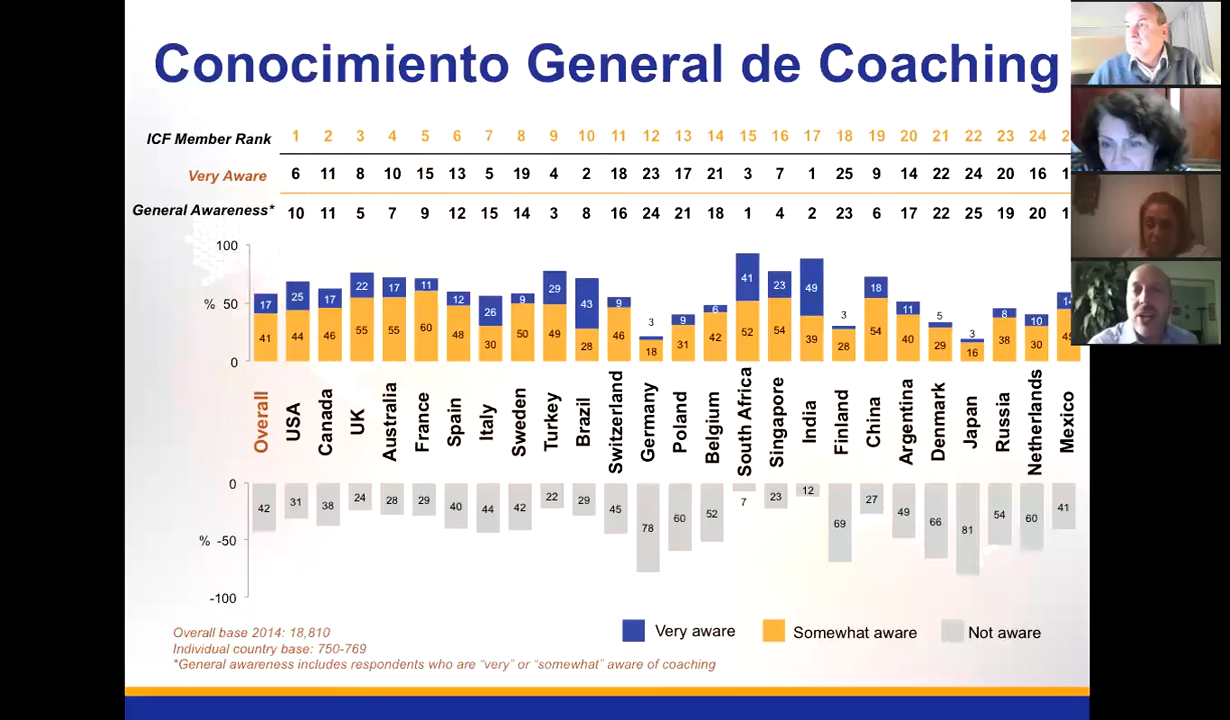 Conocimiento General de Coaching
ICF Member Rank 1 2 3 4 5 6 7 8 9 10 11 12 13 14 15 16 17 18 19 20 21 22 23 24 2
Very Aware 6 11 8 10 15 13 5 19 4 2 18 23 17 21 3 7 1 25 9 14 22 24 20 16 1
General Awareness* 10 11 5 7 9 12 15 14 3 8 16 24 21 18 1 4 2 23 6 17 22 25 19 20 1
100
% 50
0
17 25 17 22 17 11 12 26 9 29 43 9 3 9 6 41 23 49 3 18 11 5 3 8 10 14
41 44 46 55 55 60 48 30 50 49 28 46 18 31 42 52 54 39 28 54 40 29 16 38 30 45
Overall USA Canada UK Australia France Spain Italy Sweden Turkey Brazil Switzerland Germany Poland Belgium South Africa Singapore India Finland China Argentina Denmark Japan Russia Netherlands Mexico
0
% -50
-100
42 31 38 24 28 29 40 44 42 22 29 45 78 60 52 7 23 12 69 27 49 66 81 54 60 41
Very aware Somewhat aware Not aware
Overall base 2014: 18,810
Individual country base: 750-769
*General awareness includes respondents who are “very” or “somewhat” aware of coaching